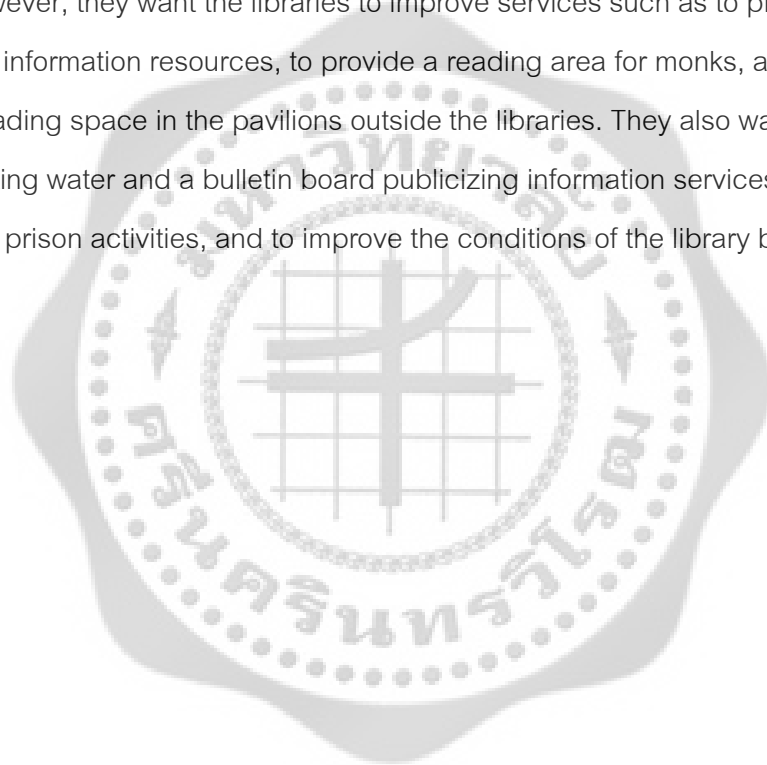 vever, they want the libraries to improve services such as to p
information resources, to provide a reading area for monks, a
ading space in the pavilions outside the libraries. They also wa
ing water and a bulletin board publicizing information services
prison activities, and to improve the conditions of the library b
มหาวิทยาลัย
ศรีนครินทรวิโรฒ